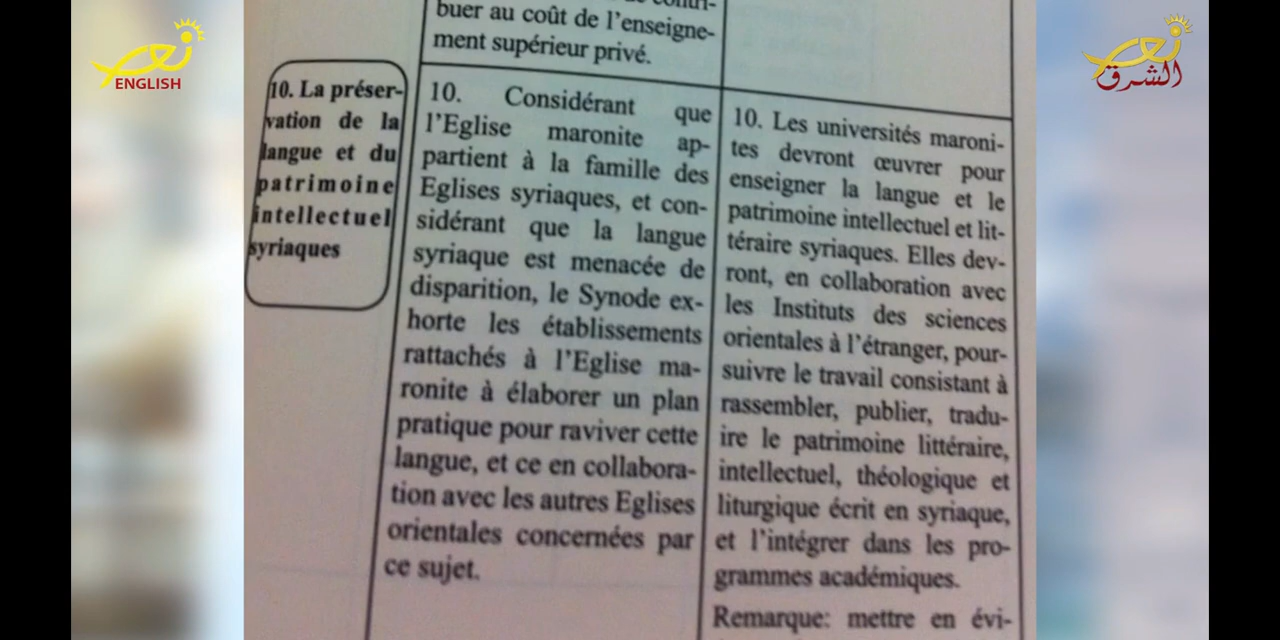 نور
ENGLISH
نور
الشرق
buer au coût de l'enseigne-
ment supérieur privé.
10. La préser-
vation de la
langue et du
patrimoine
intellectuel
syriaques
10. Considérant que
l'Eglise maronite ap-
partient à la famille des
Eglises syriaques, et con-
sidérant que la langue
syriaque est menacée de
disparition, le Synode ex-
horte les établissements
rattachés à l'Eglise ma-
ronite à élaborer un plan
pratique pour raviver cette
langue, et ce en collabora-
tion avec les autres Eglises
orientales concernées par
ce sujet.
10. Les universités maroni-
tes devront œuvrer pour
enseigner la langue et le
patrimoine intellectuel et lit-
téraire syriaques. Elles dev-
ront, en collaboration avec
les Instituts des sciences
orientales à l'étranger, pour-
suivre le travail consistant à
rassembler, publier, tradu-
ire le patrimoine littéraire,
intellectuel, théologique et
liturgique écrit en syriaque,
et l'intégrer dans les pro-
grammes académiques.
Remarque: mettre en évi-